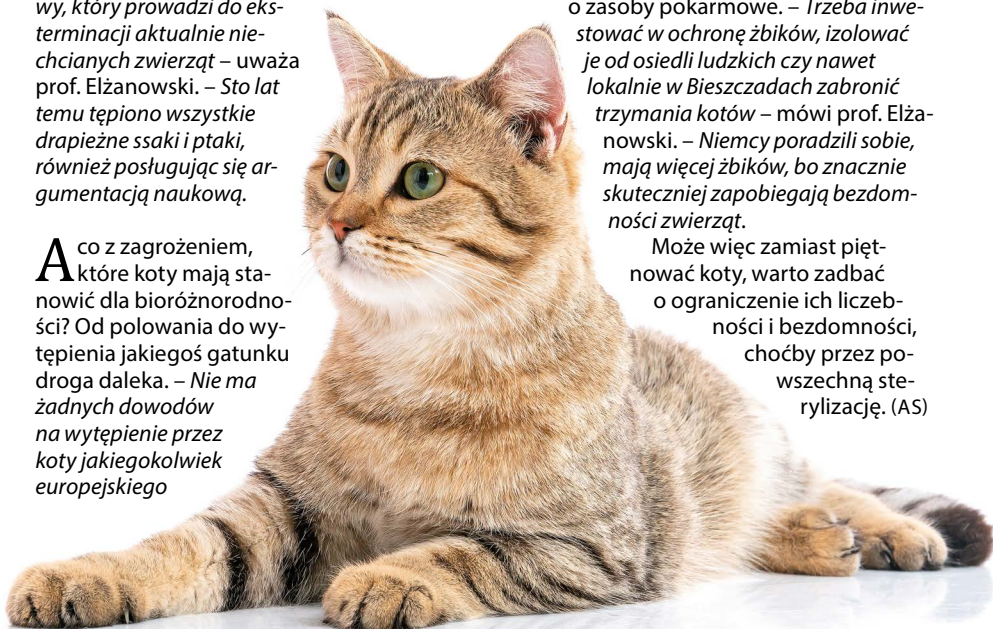 wy, który prowadzi do eks-
terminacji aktualnie nie-
chcianych zwierząt – uważa
prof. Elżanowski. – Sto lat
temu tępiono wszystkie
drapieżne ssaki i ptaki,
również posługując się ar-
gumentacją naukową.
A co z zagrożeniem,
które koty mają sta-
nowić dla bioróżnorodno-
ści? Od polowania do wy-
tępienia jakiegoś gatunku
droga daleka. – Nie ma
żadnych dowodów
na wytępienie przez
koty jakiegokolwiek
europejskiego
o zasoby pokarmowe. – Trzeba inwe-
stować w ochronę żbików, izolować
je od osiedli ludzkich czy nawet
lokalnie w Bieszczadach zabronić
trzymania kotów – mówi prof. Elża-
nowski. – Niemcy poradzili sobie,
mają więcej żbików, bo znacznie
skuteczniej zapobiegają bezdom-
ności zwierząt.
Może więc zamiast pięt-
nować koty, warto zadbać
o ograniczenie ich liczeb-
ności i bezdomności,
choćby przez po-
wszechną ste-
rylizację. (AS)